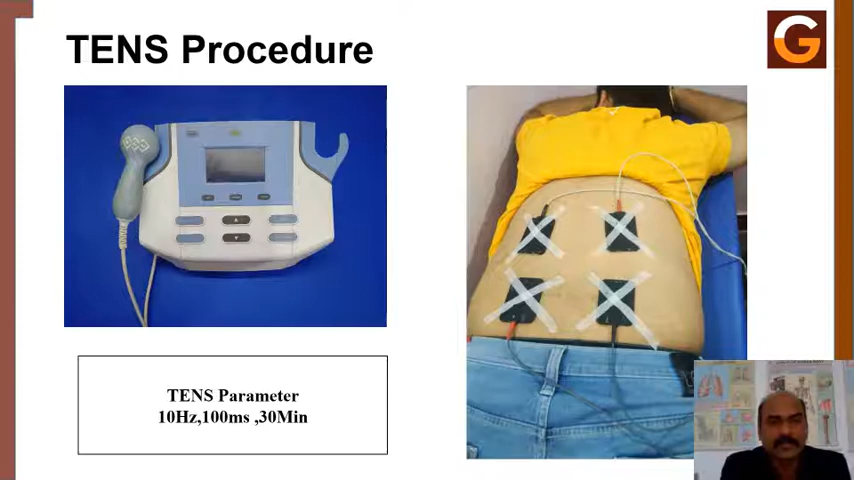 TENS Procedure
G
TENS Parameter
10Hz,100ms ,30Min